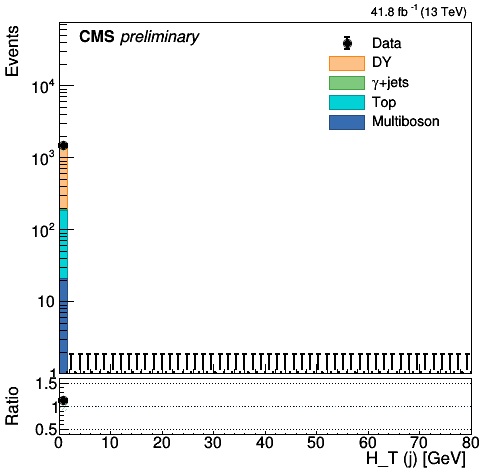 41.8 fb⁻¹ (13 TeV)
CMS preliminary
Events
Data
DY
γ+jets
Top
Multiboson
10⁴
10³
10²
10
1
Ratio
1.5
1
0.5
0 10 20 30 40 50 60 70 80
H_T (j) [GeV]